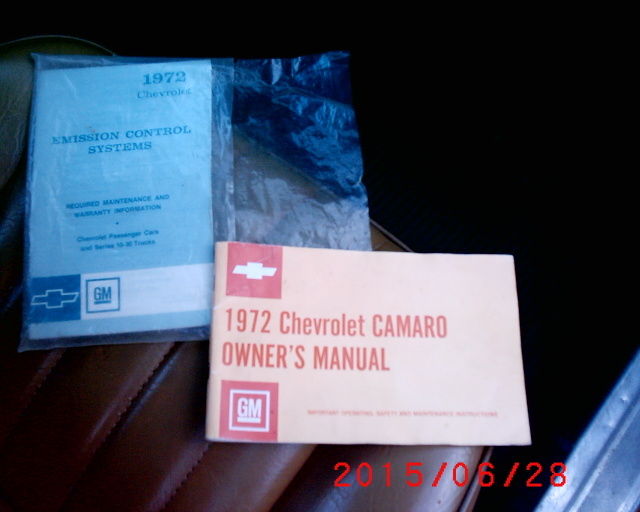 1972
Chevrolet
EMISSION CONTROL
SYSTEMS
REQUIRED MAINTENANCE AND
WARRANTY INFORMATION
Chevrolet Passenger Cars
and Series 10-30 Trucks
GM
1972 Chevrolet CAMARO
OWNER'S MANUAL
GM
IMPORTANT OPERATING, SAFETY AND MAINTENANCE INSTRUCTIONS
2015/06/28